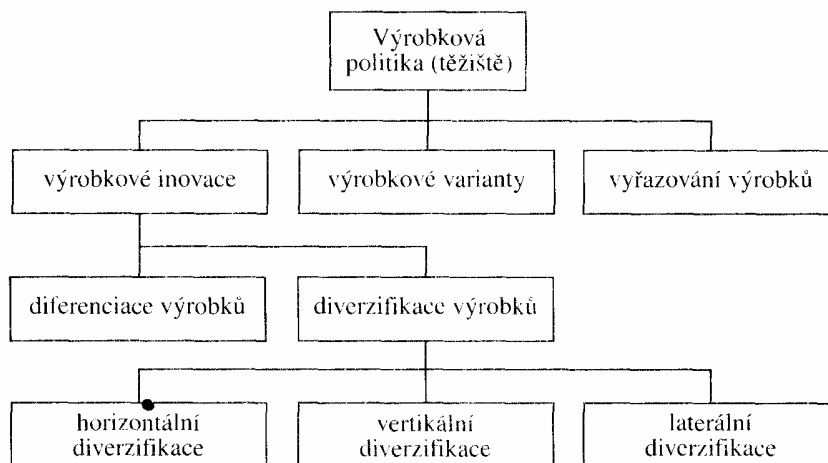 Výrobková
politika (těžiště)
výrobkové inovace
výrobkové varianty
vyřazování výrobků
diferenciace výrobků
diverzifikace výrobků
horizontální
diverzifikace
vertikální
diverzifikace
laterální
diverzifikace